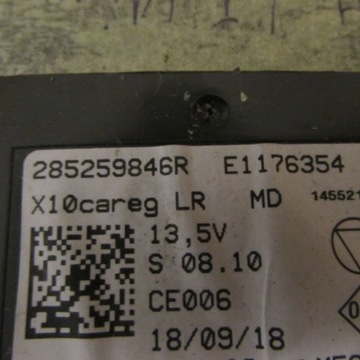 285259846R E1176354
X10careg LR MD 145521
13,5V
S 08.10
CE006
18/09/18